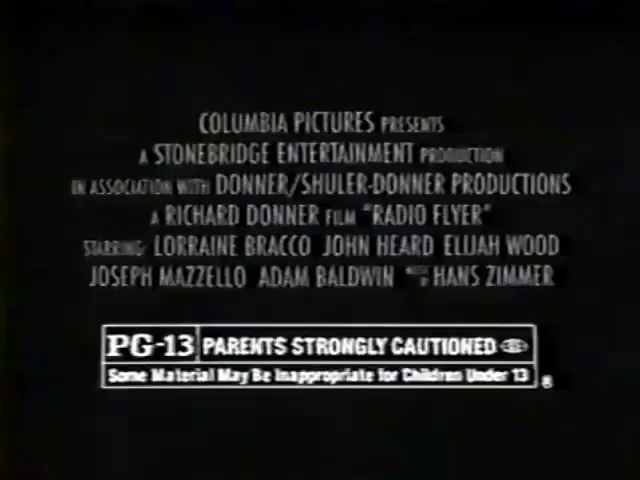 COLUMBIA PICTURES PRESENTS
A STONEBRIDGE ENTERTAINMENT PRODUCTION
IN ASSOCIATION WITH DONNER/SHULER-DONNER PRODUCTIONS
A RICHARD DONNER FILM "RADIO FLYER"
STARRING LORRAINE BRACCO JOHN HEARD ELIJAH WOOD
JOSEPH MAZZELLO ADAM BALDWIN MUSIC BY HANS ZIMMER
PG-13 PARENTS STRONGLY CAUTIONED
Some Material May Be Inappropriate for Children Under 13 ®